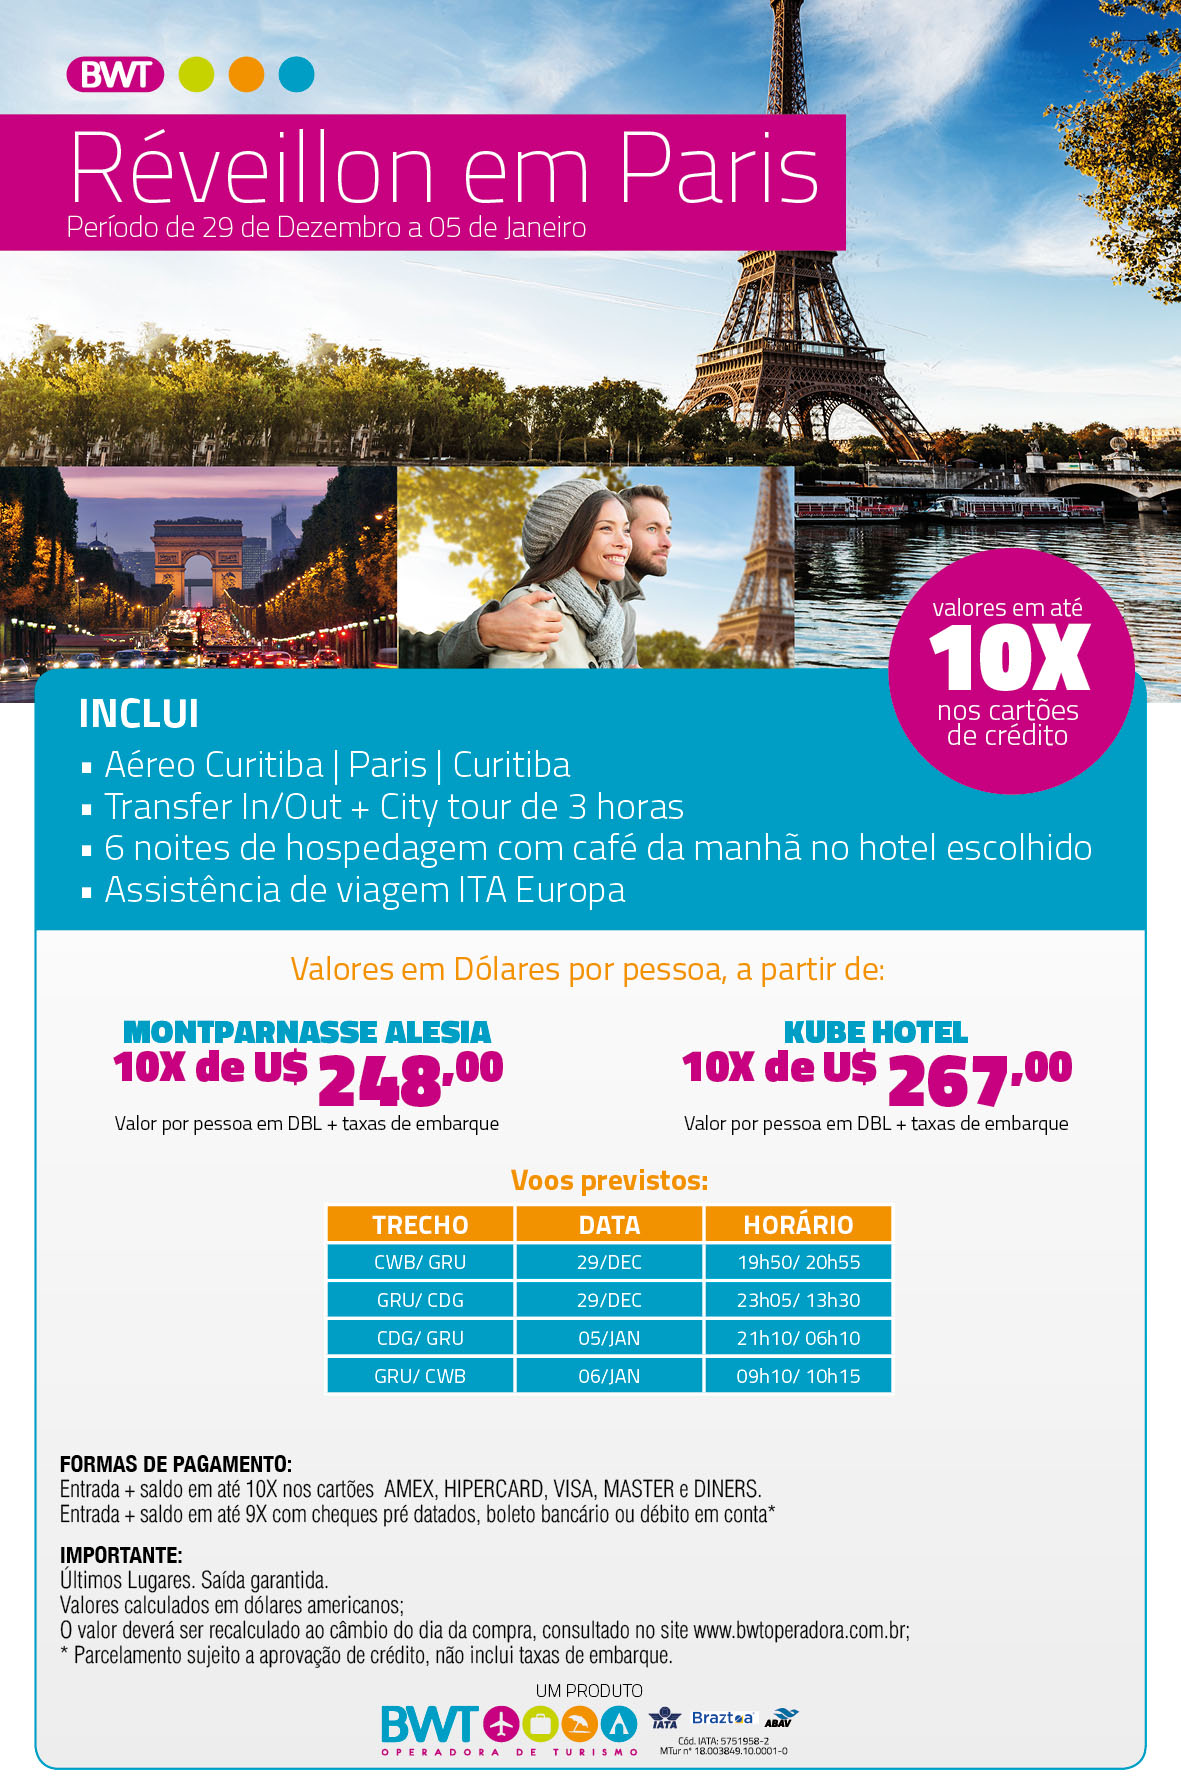 BWT
Réveillon em Paris
Período de 29 de Dezembro a 05 de Janeiro
valores em até
10X
nos cartões
de crédito
INCLUI
▪ Aéreo Curitiba | Paris | Curitiba
▪ Transfer In/Out + City tour de 3 horas
▪ 6 noites de hospedagem com café da manhã no hotel escolhido
▪ Assistência de viagem ITA Europa
Valores em Dólares por pessoa, a partir de:
MONTPARNASSE ALESIA
10X de U$ 248,00
Valor por pessoa em DBL + taxas de embarque
KUBE HOTEL
10X de U$ 267,00
Valor por pessoa em DBL + taxas de embarque
Voos previstos:
TRECHO DATA HORÁRIO
CWB/ GRU 29/DEC 19h50/ 20h55
GRU/ CDG 29/DEC 23h05/ 13h30
CDG/ GRU 05/JAN 21h10/ 06h10
GRU/ CWB 06/JAN 09h10/ 10h15
FORMAS DE PAGAMENTO:
Entrada + saldo em até 10X nos cartões AMEX, HIPERCARD, VISA, MASTER e DINERS.
Entrada + saldo em até 9X com cheques pré datados, boleto bancário ou débito em conta*
IMPORTANTE:
Últimos Lugares. Saída garantida.
Valores calculados em dólares americanos;
O valor deverá ser recalculado ao câmbio do dia da compra, consultado no site www.bwtoperadora.com.br;
* Parcelamento sujeito a aprovação de crédito, não inclui taxas de embarque.
UM PRODUTO
BWT
OPERADORA DE TURISMO
IATA Braztoa ABAV
Cód. IATA: 5751958-2
MTur nº 18.003849.10.0001-0